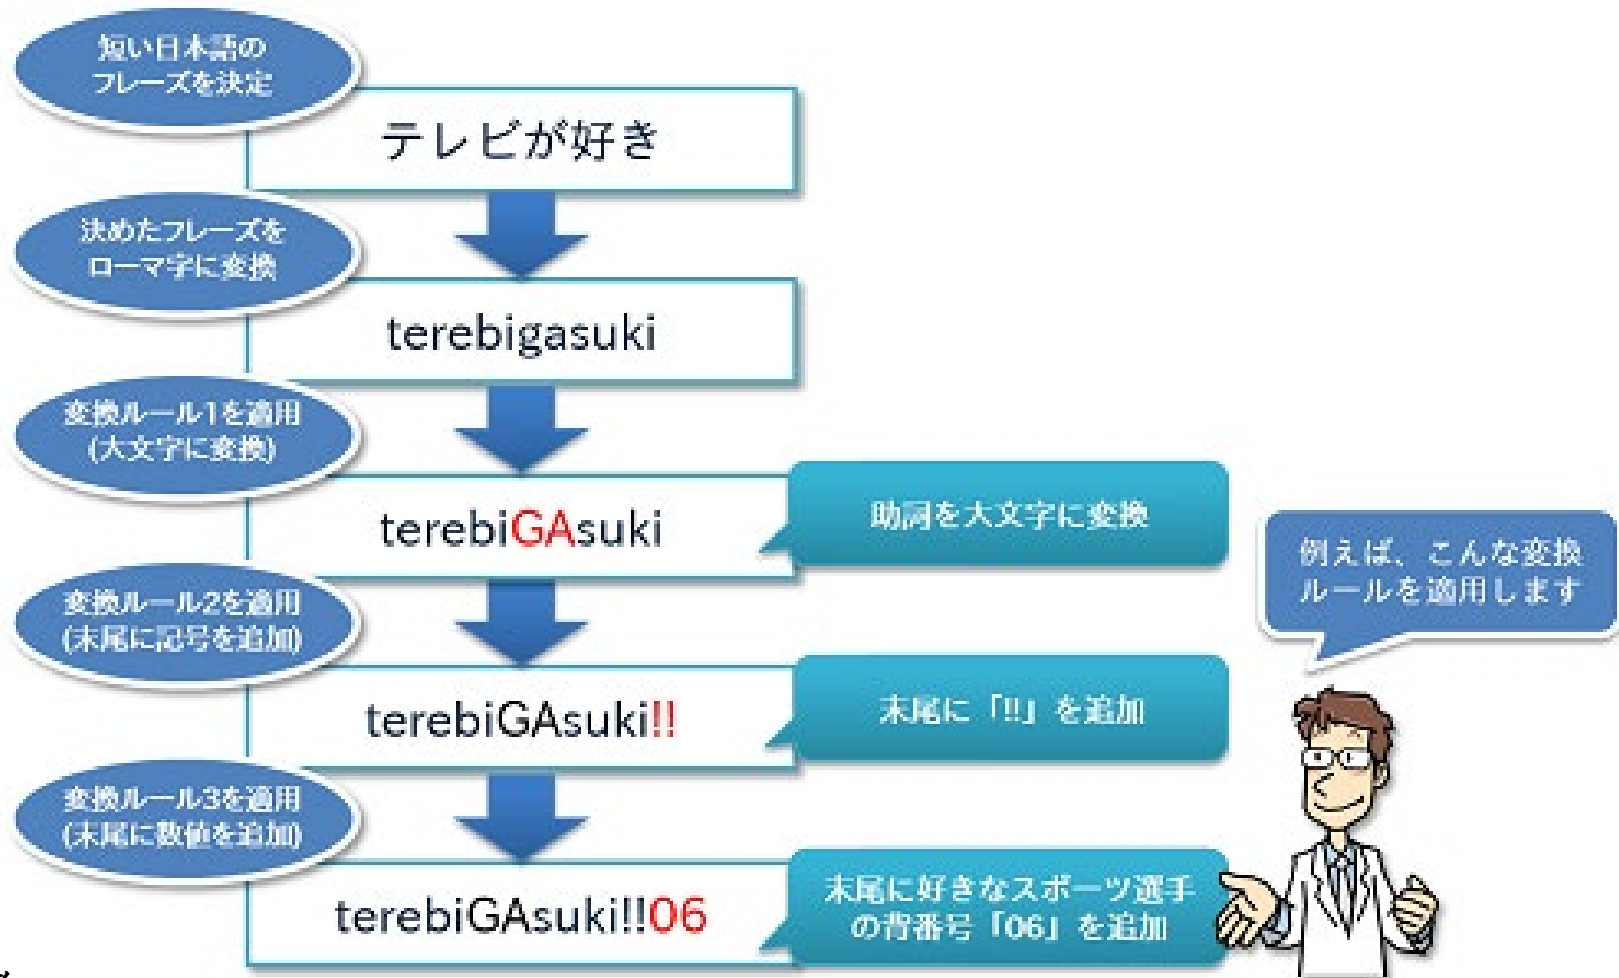 短い日本語の
フレーズを決定
テレビが好き
決めたフレーズを
ローマ字に変換
terebigasuki
変換ルール1を適用
(大文字に変換)
terebiGAsuki
助詞を大文字に変換
例えば、こんな変換
ルールを適用します
変換ルール2を適用
(末尾に記号を追加)
terebiGAsuki!!
末尾に「!!」を追加
変換ルール3を適用
(末尾に数値を追加)
terebiGAsuki!!06
末尾に好きなスポーツ選手
の背番号「06」を追加